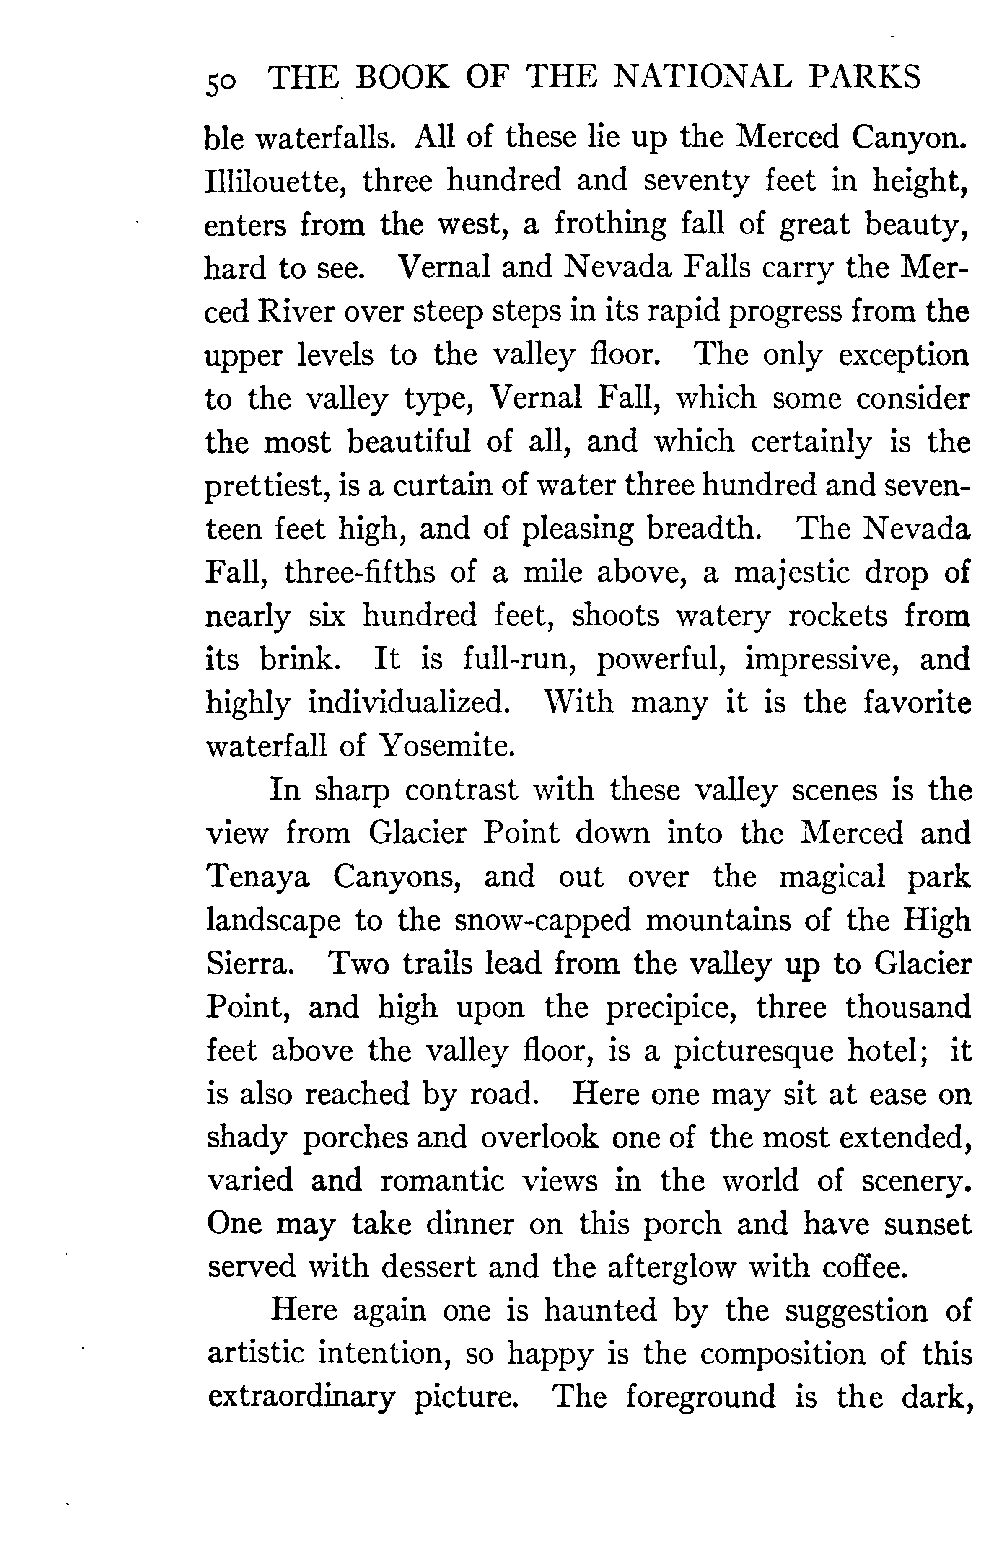 50 THE BOOK OF THE NATIONAL PARKS
ble waterfalls. All of these lie up the Merced Canyon.
Illilouette, three hundred and seventy feet in height,
enters from the west, a frothing fall of great beauty,
hard to see. Vernal and Nevada Falls carry the Mer-
ced River over steep steps in its rapid progress from the
upper levels to the valley floor. The only exception
to the valley type, Vernal Fall, which some consider
the most beautiful of all, and which certainly is the
prettiest, is a curtain of water three hundred and seven-
teen feet high, and of pleasing breadth. The Nevada
Fall, three-fifths of a mile above, a majestic drop of
nearly six hundred feet, shoots watery rockets from
its brink. It is full-run, powerful, impressive, and
highly individualized. With many it is the favorite
waterfall of Yosemite.
In sharp contrast with these valley scenes is the
view from Glacier Point down into the Merced and
Tenaya Canyons, and out over the magical park
landscape to the snow-capped mountains of the High
Sierra. Two trails lead from the valley up to Glacier
Point, and high upon the precipice, three thousand
feet above the valley floor, is a picturesque hotel; it
is also reached by road. Here one may sit at ease on
shady porches and overlook one of the most extended,
varied and romantic views in the world of scenery.
One may take dinner on this porch and have sunset
served with dessert and the afterglow with coffee.
Here again one is haunted by the suggestion of
artistic intention, so happy is the composition of this
extraordinary picture. The foreground is the dark,